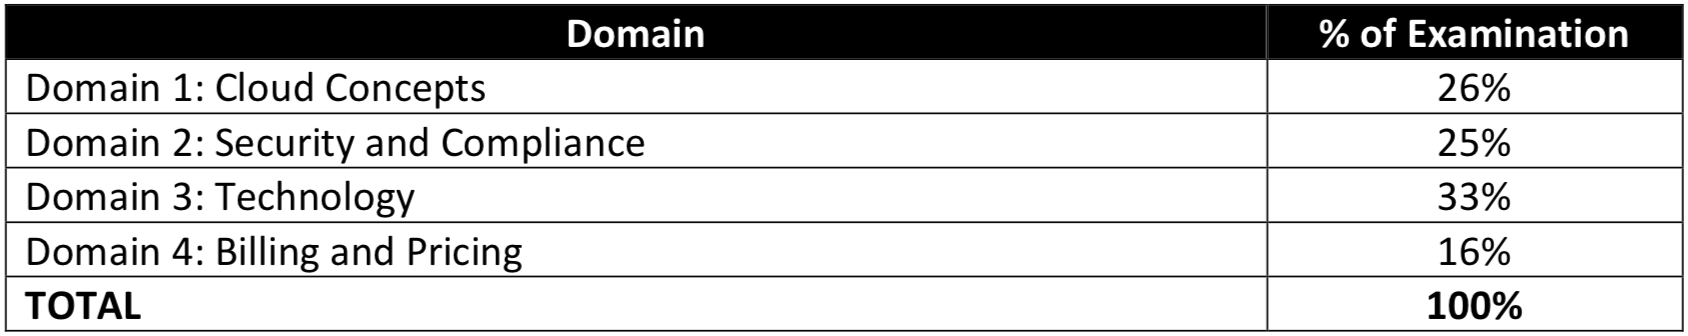 Domain % of Examination
Domain 1: Cloud Concepts 26%
Domain 2: Security and Compliance 25%
Domain 3: Technology 33%
Domain 4: Billing and Pricing 16%
TOTAL 100%